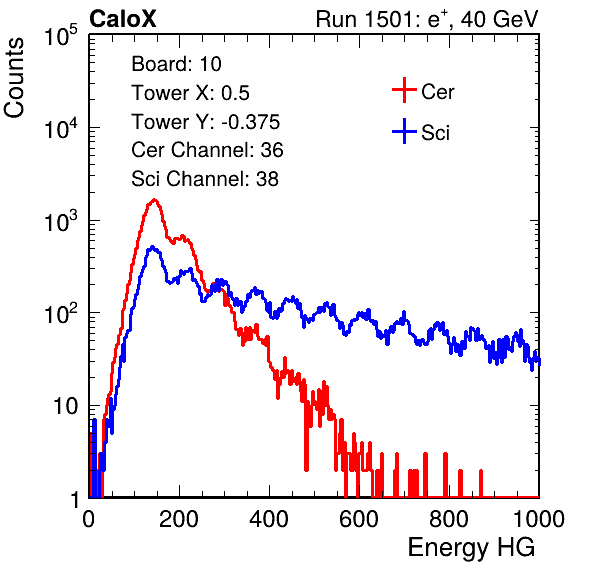 CaloX Run 1501: e⁺, 40 GeV
Counts
Board: 10
Tower X: 0.5
Tower Y: -0.375
Cer Channel: 36
Sci Channel: 38
Cer
Sci
10⁵
10⁴
10³
10²
10
1
0 200 400 600 800 1000
Energy HG